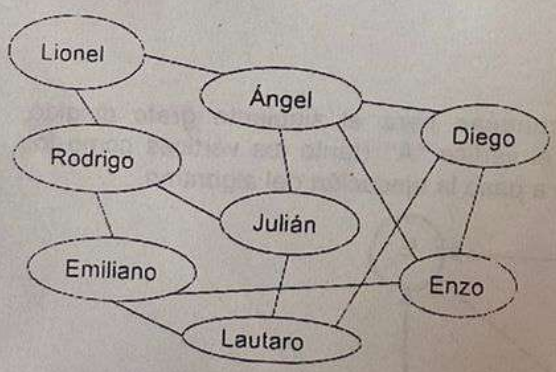 Lionel
Ángel
Diego
Rodrigo
Julián
Emiliano
Enzo
Lautaro